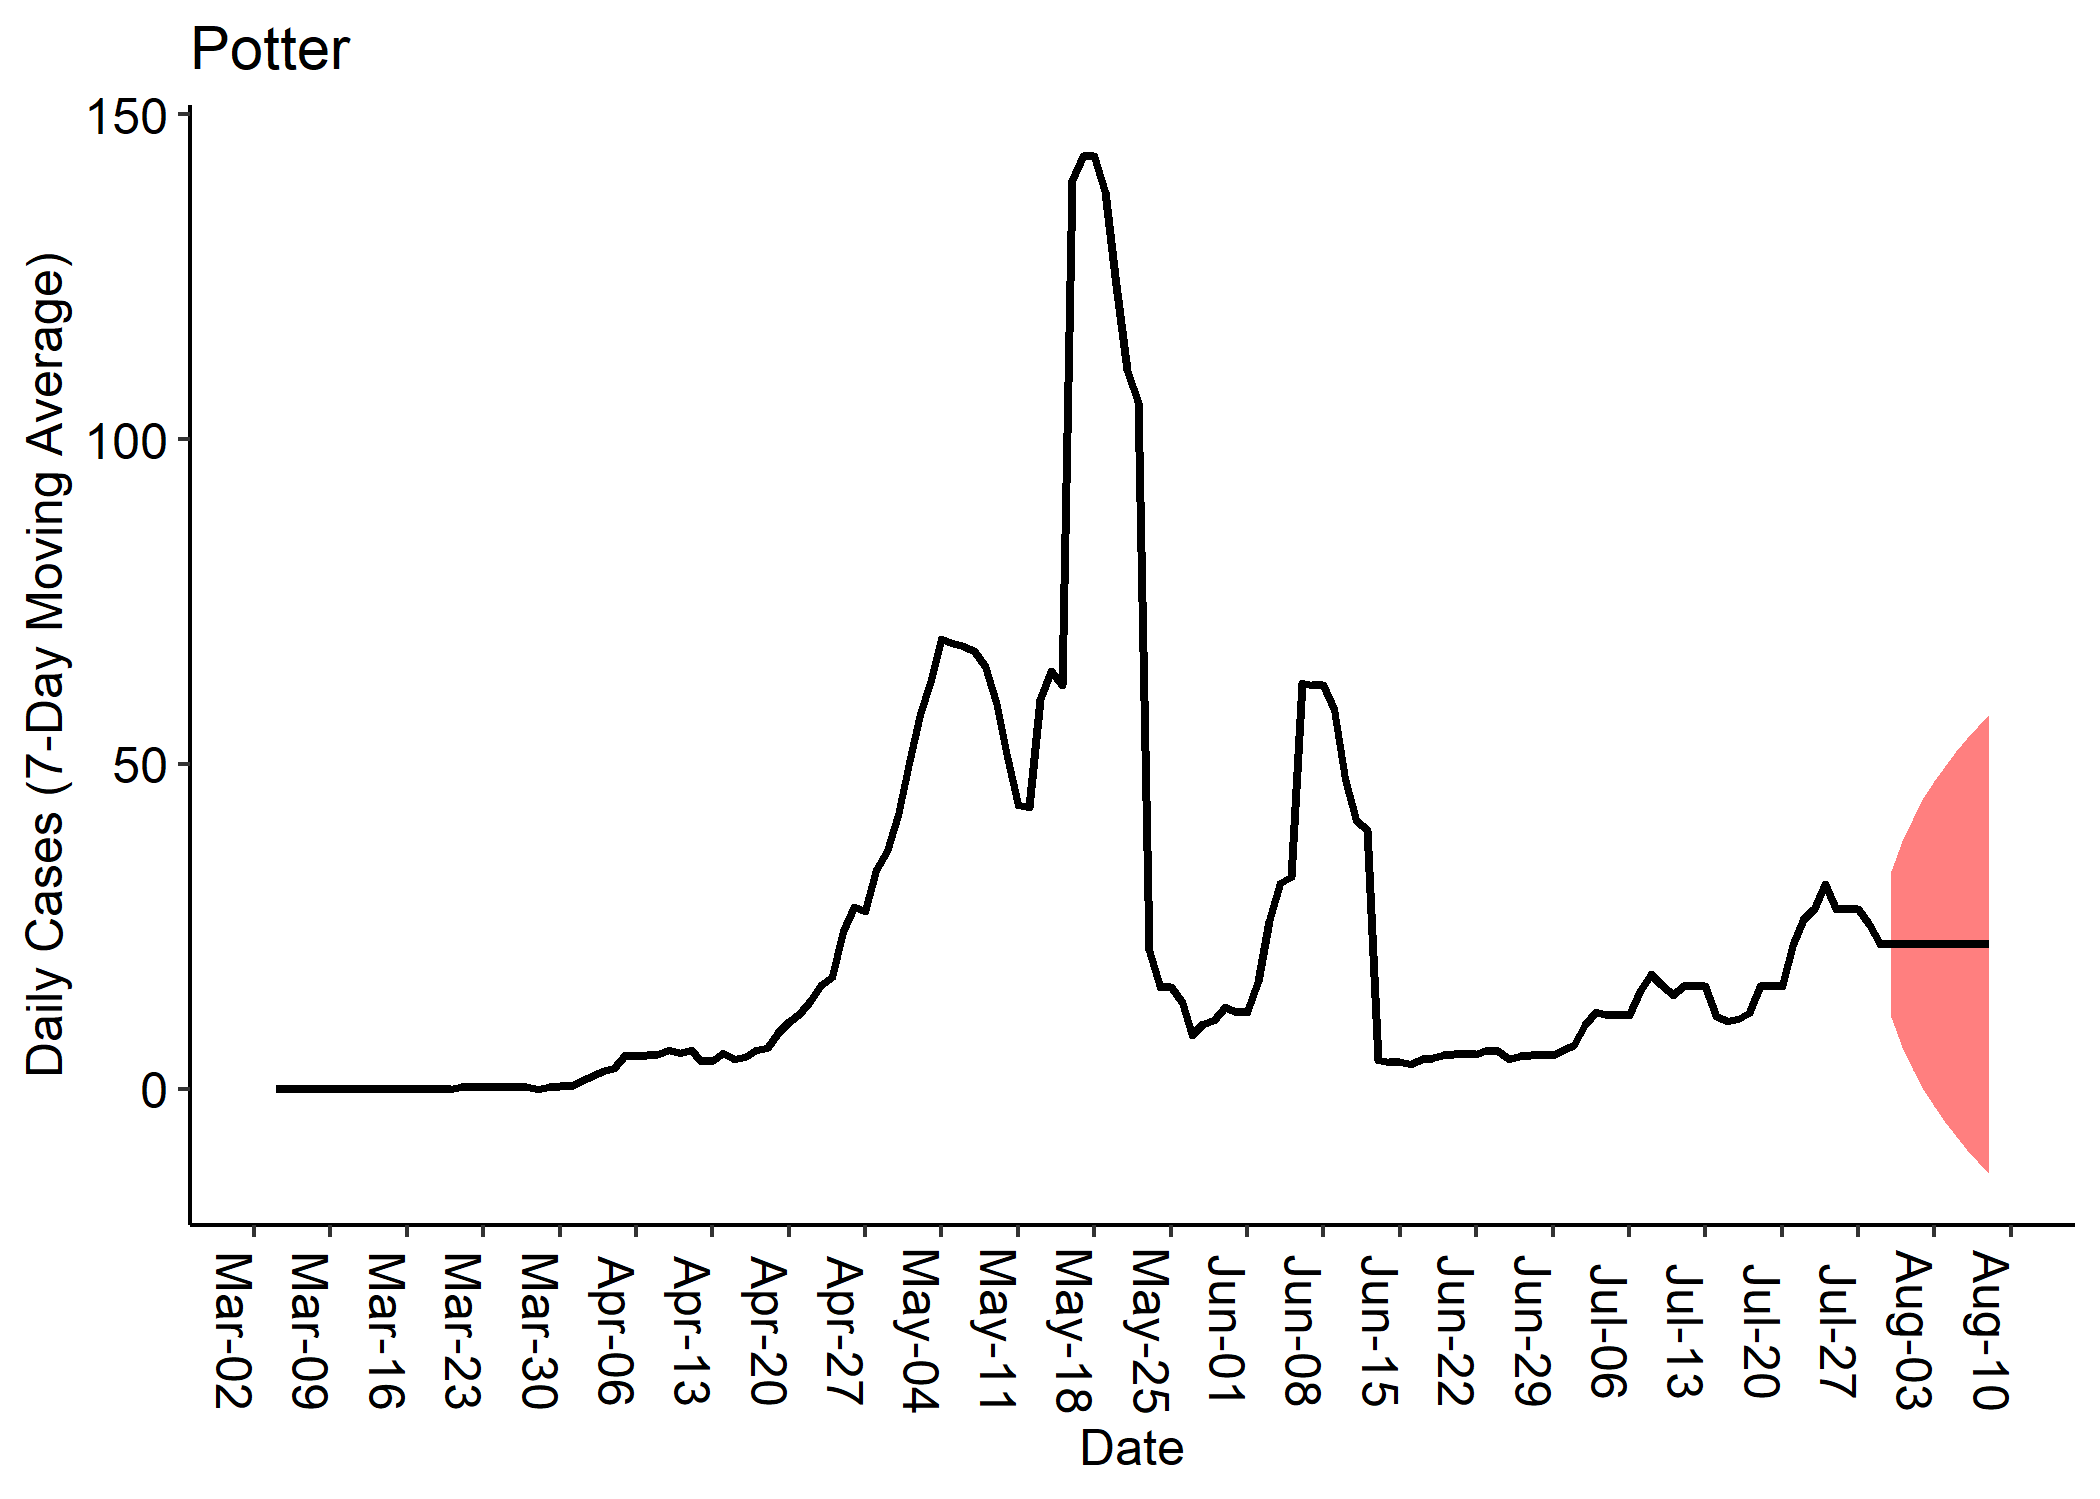 Potter
Daily Cases (7-Day Moving Average)
150
100
50
0
Mar-02
Mar-09
Mar-16
Mar-23
Mar-30
Apr-06
Apr-13
Apr-20
Apr-27
May-04
May-11
May-18
May-25
Jun-01
Jun-08
Jun-15
Jun-22
Jun-29
Jul-06
Jul-13
Jul-20
Jul-27
Aug-03
Aug-10
Date